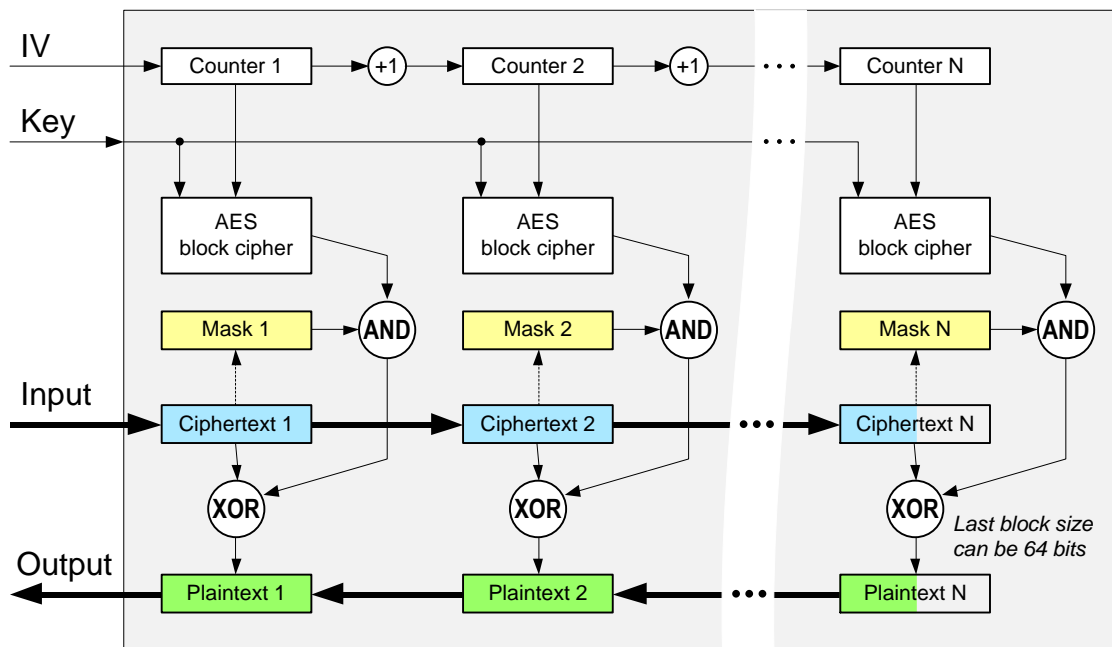 IV
Counter 1
+1
Counter 2
+1
•••
Counter N
Key
•••
AES
block cipher
AES
block cipher
AES
block cipher
Mask 1
AND
Mask 2
AND
Mask N
AND
Input
Ciphertext 1
Ciphertext 2
•••
Ciphertext N
XOR
XOR
XOR
Last block size
can be 64 bits
Output
Plaintext 1
Plaintext 2
•••
Plaintext N